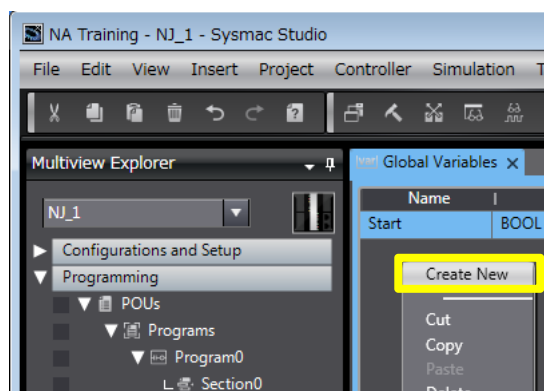 NA Training - NJ_1 - Sysmac Studio
File Edit View Insert Project Controller Simulation T
Multiview Explorer
Global Variables
NJ_1
Name
Start BOOL
Configurations and Setup
Programming
POUs
Programs
Program0
Section0
Create New
Cut
Copy
Paste